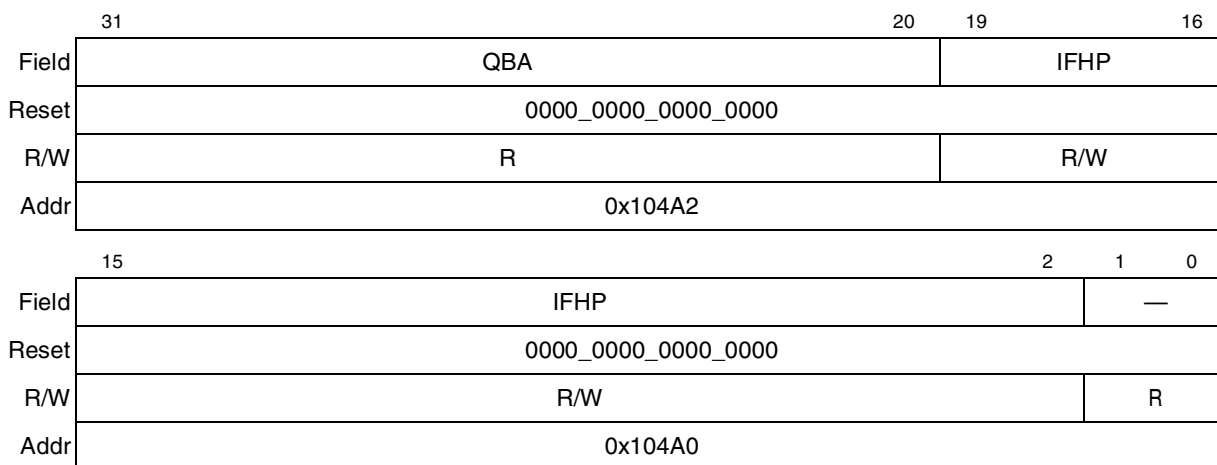 31 20 19 16
Field QBA IFHP
Reset 0000_0000_0000_0000
R/W R R/W
Addr 0x104A2
15 2 1 0
Field IFHP —
Reset 0000_0000_0000_0000
R/W R/W R
Addr 0x104A0